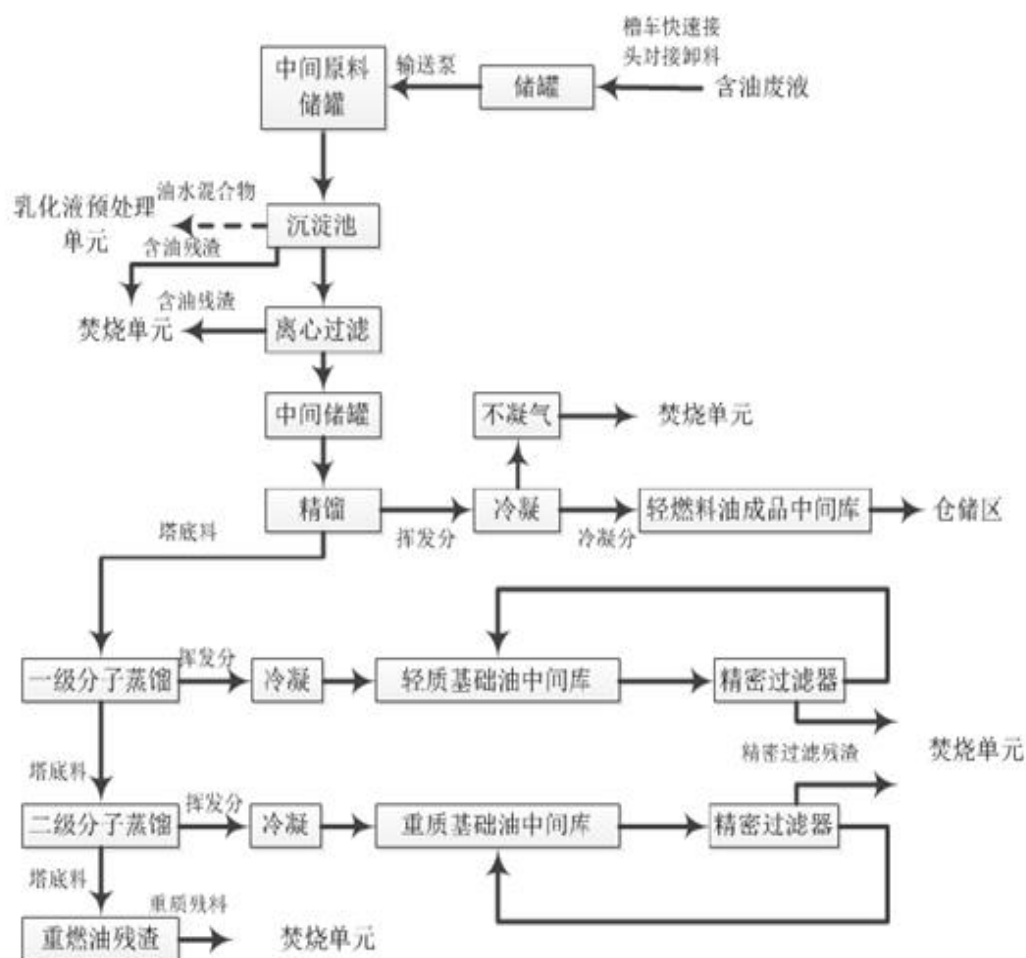 槽车快速接
头对接卸料
中间原料
储罐
输送泵
储罐
含油废液
油水混合物
乳化液预处理
单元
沉淀池
含油残渣
含油残渣
焚烧单元
离心过滤
中间储罐
不凝气
焚烧单元
精馏
挥发分
冷凝
冷凝分
轻燃料油成品中间库
仓储区
塔底料
一级分子蒸馏
挥发分
冷凝
轻质基础油中间库
精密过滤器
精密过滤残渣
焚烧单元
塔底料
二级分子蒸馏
挥发分
冷凝
重质基础油中间库
精密过滤器
塔底料
重燃油残渣
重质残料
焚烧单元